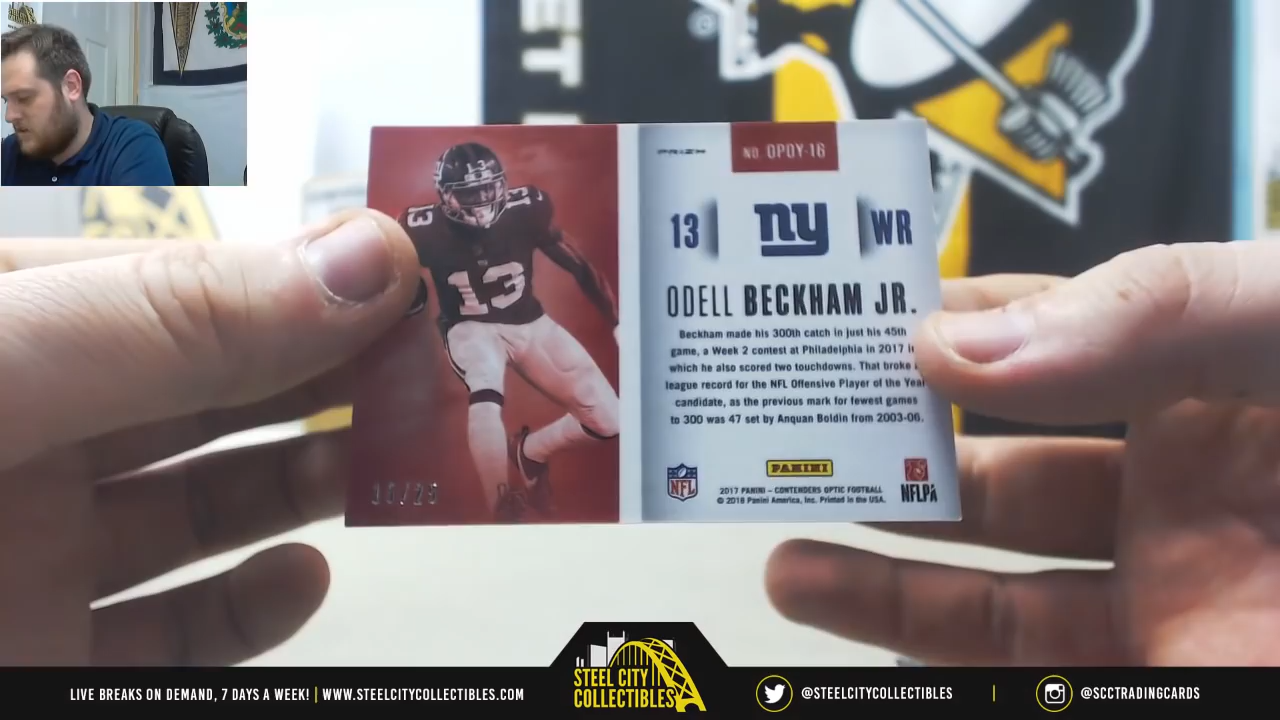 ET
PRIZM
NO. OPOY-16
13
ny
WR
13
13
13
13
ODELL BECKHAM JR.
Beckham made his 300th catch in just his 45th
game, a Week 2 contest at Philadelphia in 2017 in
which he also scored two touchdowns. That broke
league record for the NFL Offensive Player of the Year
candidate, as the previous mark for fewest games
to 300 was 47 set by Anquan Boldin from 2003-06.
PANINI
NFL
NFLPA
2017 PANINI – CONTENDERS OPTIC FOOTBALL
© 2018 Panini America, Inc. Printed in the USA.
STEEL CITY
COLLECTIBLES
LIVE BREAKS ON DEMAND, 7 DAYS A WEEK! | WWW.STEELCITYCOLLECTIBLES.COM
@STEELCITYCOLLECTIBLES | @SCCTRADINGCARDS